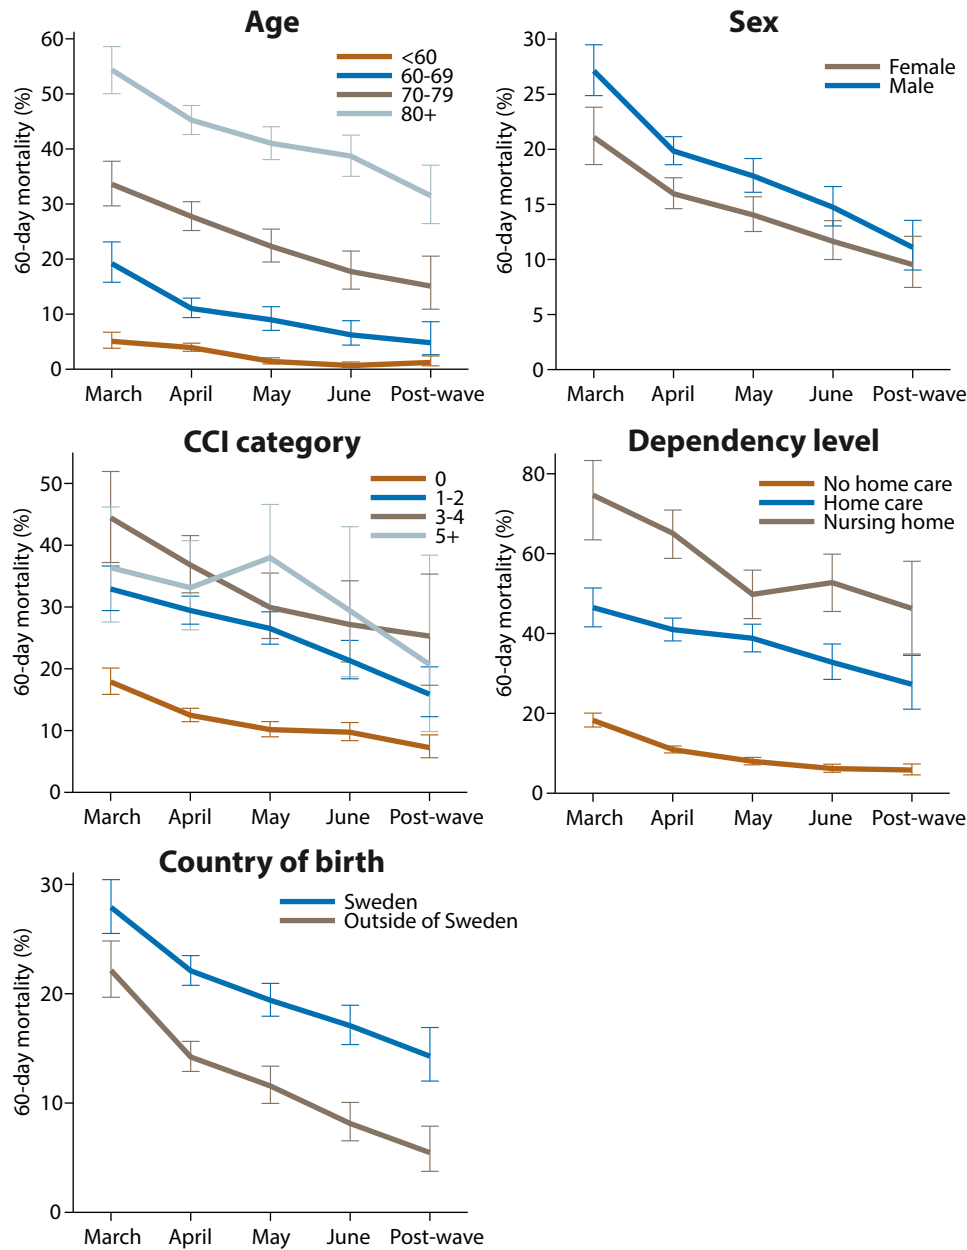 Age
60-day mortality (%)
60
50
40
30
20
10
0
<60
60-69
70-79
80+
March April May June Post-wave
Sex
60-day mortality (%)
30
25
20
15
10
5
0
Female
Male
March April May June Post-wave
CCI category
60-day mortality (%)
50
40
30
20
10
0
0
1-2
3-4
5+
March April May June Post-wave
Dependency level
60-day mortality (%)
80
60
40
20
0
No home care
Home care
Nursing home
March April May June Post-wave
Country of birth
60-day mortality (%)
30
20
10
0
Sweden
Outside of Sweden
March April May June Post-wave